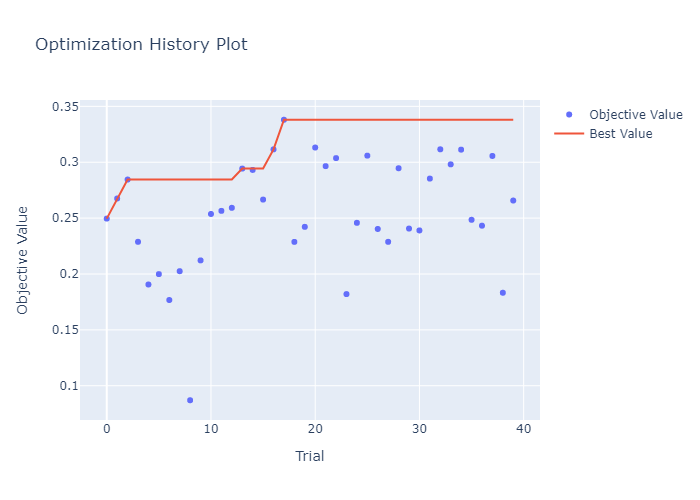 Optimization History Plot
Objective Value
Best Value
0.35
0.3
0.25
0.2
0.15
0.1
Objective Value
0
10
20
30
40
Trial